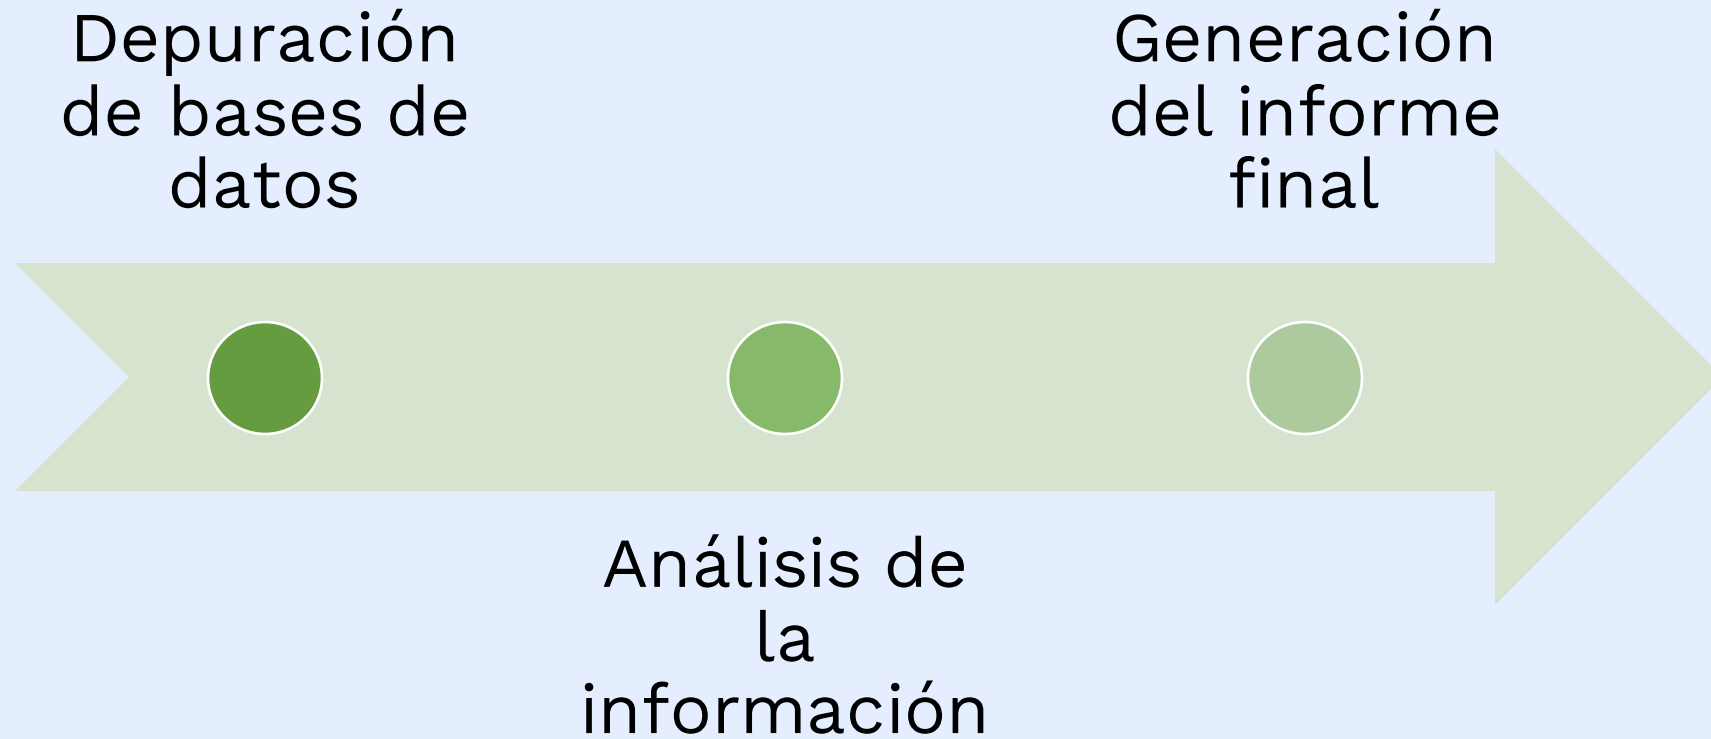 Depuración
de bases de
datos
Análisis de
la
información
Generación
del informe
final